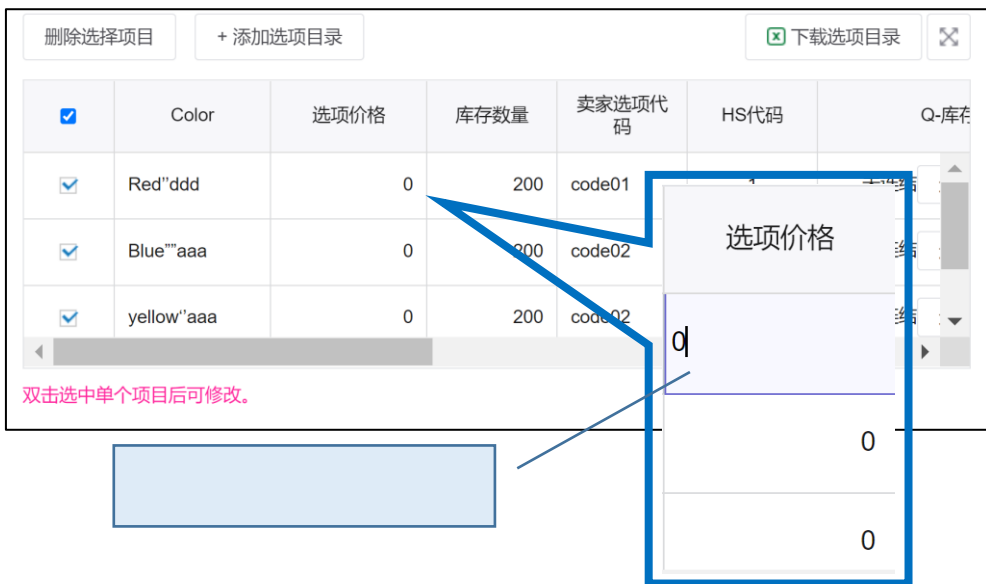 删除选择项目 + 添加选项目录 下载选项目录
Color 选项价格 库存数量 卖家选项代码 HS代码 Q-库存
Red"ddd 0 200 code01 1
Blue""aaa 0 200 code02
yellow'‘aaa 0 200 code02
双击选中单个项目后可修改。
选项价格
0
0
0